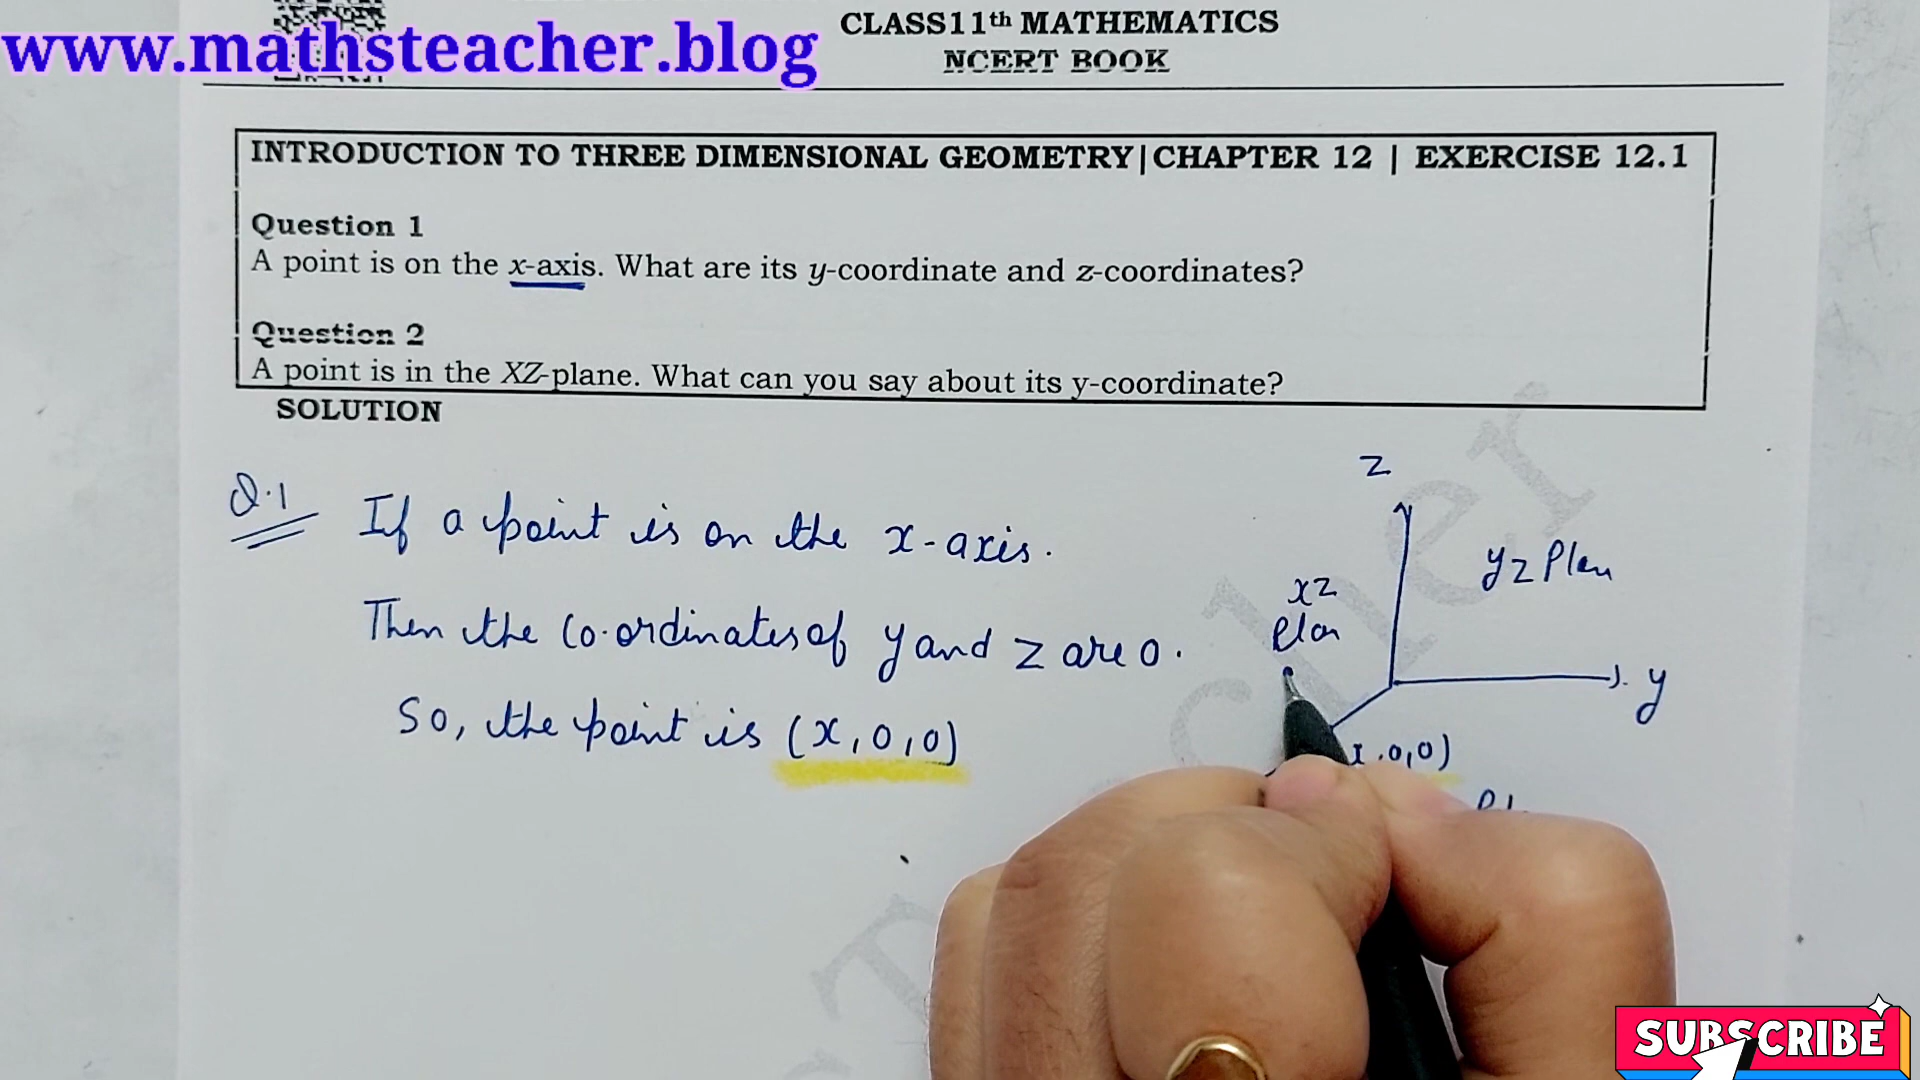 www.mathsteacher.blog
CLASS11th MATHEMATICS
NCERT BOOK
INTRODUCTION TO THREE DIMENSIONAL GEOMETRY|CHAPTER 12 | EXERCISE 12.1
Question 1
A point is on the x-axis. What are its y-coordinate and z-coordinates?
Question 2
A point is in the XZ-plane. What can you say about its y-coordinate?
SOLUTION
Q.1 If a point is on the x-axis.
Then the co-ordinates of y and z are 0.
So, the point is (x,0,0)
z
yz Plan
xz
Plan
y
x,0,0)
SUBSCRIBE